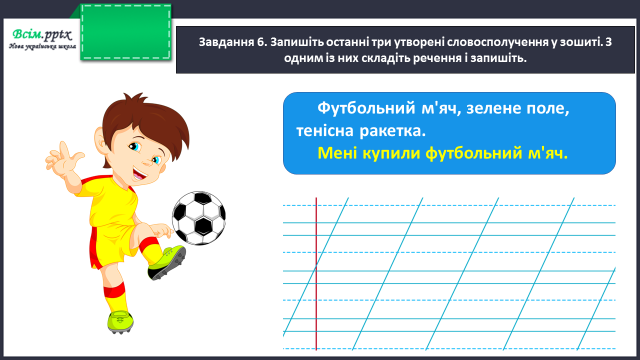 Всім.pptx
Нова українська школа
Завдання 6. Запишіть останні три утворені словосполучення у зошиті. З
одним із них складіть речення і запишіть.
Футбольний м'яч, зелене поле,
тенісна ракетка.
Мені купили футбольний м'яч.